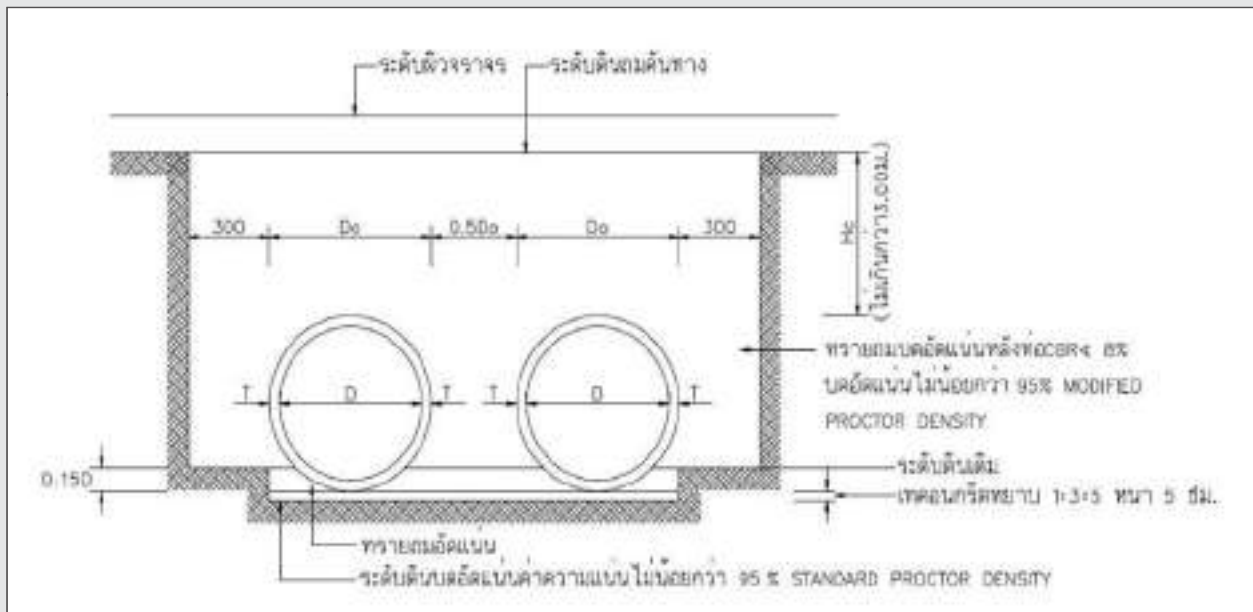 ระดับผิวจราจร
ระดับดินถมคันทาง
300
Do
0.5Do
Do
300
Hc
(ไม่เกินกว่า3.00ม.)
ทรายถมบดอัดแน่นหลังท่อCBR≮ 8%
บดอัดแน่นไม่น้อยกว่า 95% MODIFIED
PROCTOR DENSITY
T
D
T
T
D
T
0.15D
ระดับดินเดิม
เทคอนกรีตหยาบ 1:3:5 หนา 5 ซม.
ทรายถมอัดแน่น
ระดับดินบดอัดแน่นค่าความแน่นไม่น้อยกว่า 95 % STANDARD PROCTOR DENSITY